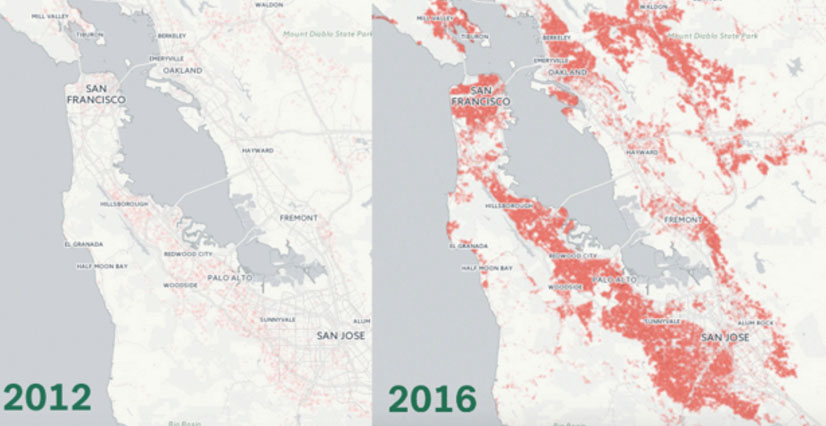 WALDON
MILL VALLEY
TIBURON
BERKELEY
Mount Diablo State Park
EMERYVILLE
OAKLAND
SAN
FRANCISCO
HAYWARD
HILLSBOROUGH
FREMONT
EL GRANADA
REDWOOD CITY
HALF MOON BAY
PALO ALTO
WOODSIDE
SUNNYVALE
ALUM
SAN JOSE
2012
Big Basin
WALDON
MILL VALLEY
TIBURON
BERKELEY
Mount Diablo State Park
EMERYVILLE
OAKLAND
SAN
FRANCISCO
HAYWARD
HILLSBOROUGH
FREMONT
EL GRANADA
REDWOOD CITY
HALF MOON BAY
PALO ALTO
WOODSIDE
SUNNYVALE
ALUM ROCK
SAN JOSE
2016